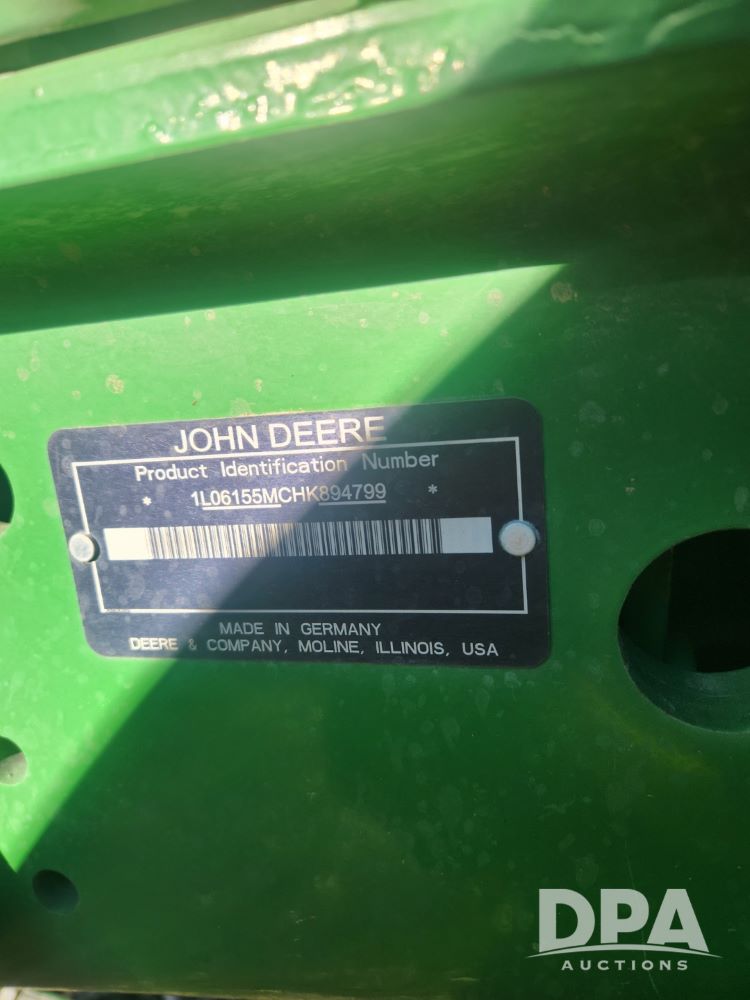 JOHN DEERE
Product Identification Number
* 1L06155MCHK894799 *
MADE IN GERMANY
DEERE & COMPANY, MOLINE, ILLINOIS, USA
DPA
AUCTIONS